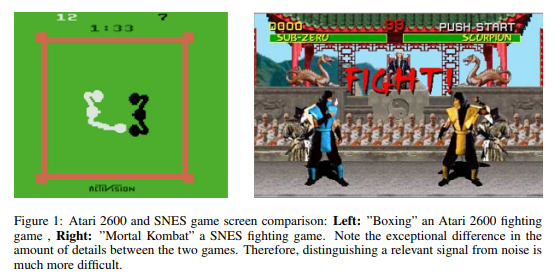 12 7
1:33
ACTIVISION
0000 99 PUSH START
SUB-ZERO SCORPION
FIGHT!
Figure 1: Atari 2600 and SNES game screen comparison: Left: ”Boxing” an Atari 2600 fighting
game , Right: ”Mortal Kombat” a SNES fighting game. Note the exceptional difference in the
amount of details between the two games. Therefore, distinguishing a relevant signal from noise is
much more difficult.